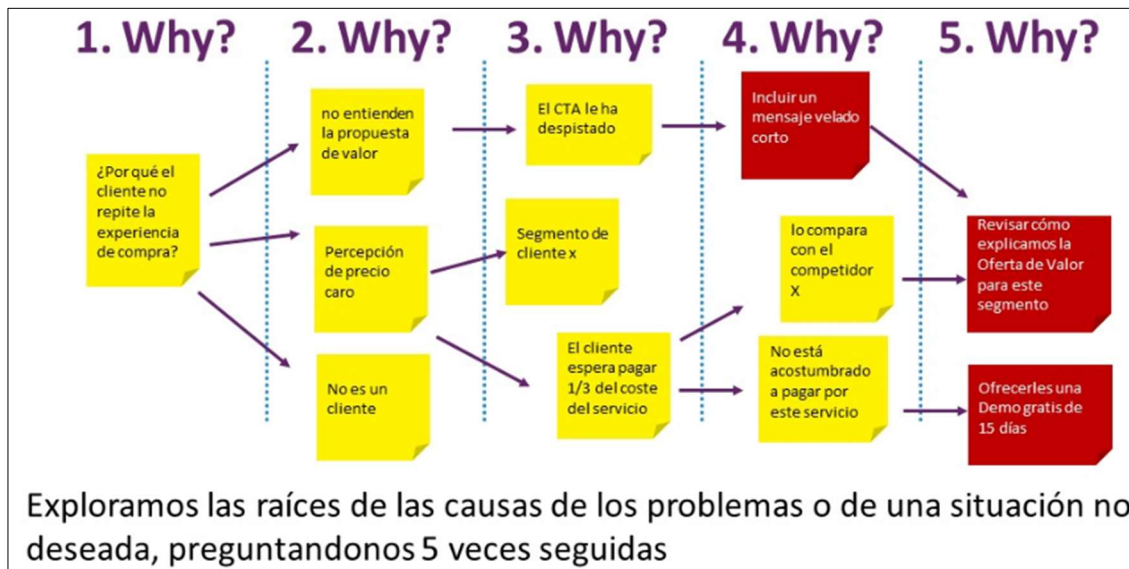 1. Why?
2. Why?
3. Why?
4. Why?
5. Why?
¿Por qué el
cliente no
repite la
experiencia
de compra?
no entienden
la propuesta
de valor
Percepción
de precio
caro
No es un
cliente
El CTA le ha
despistado
Segmento de
cliente x
El cliente
espera pagar
1/3 del coste
del servicio
Incluir un
mensaje velado
corto
lo compara
con el
competidor
X
No está
acostumbrado
a pagar por
este servicio
Revisar cómo
explicamos la
Oferta de Valor
para este
segmento
Ofrecerles una
Demo gratis de
15 días
Exploramos las raíces de las causas de los problemas o de una situación no
deseada, preguntandonos 5 veces seguidas